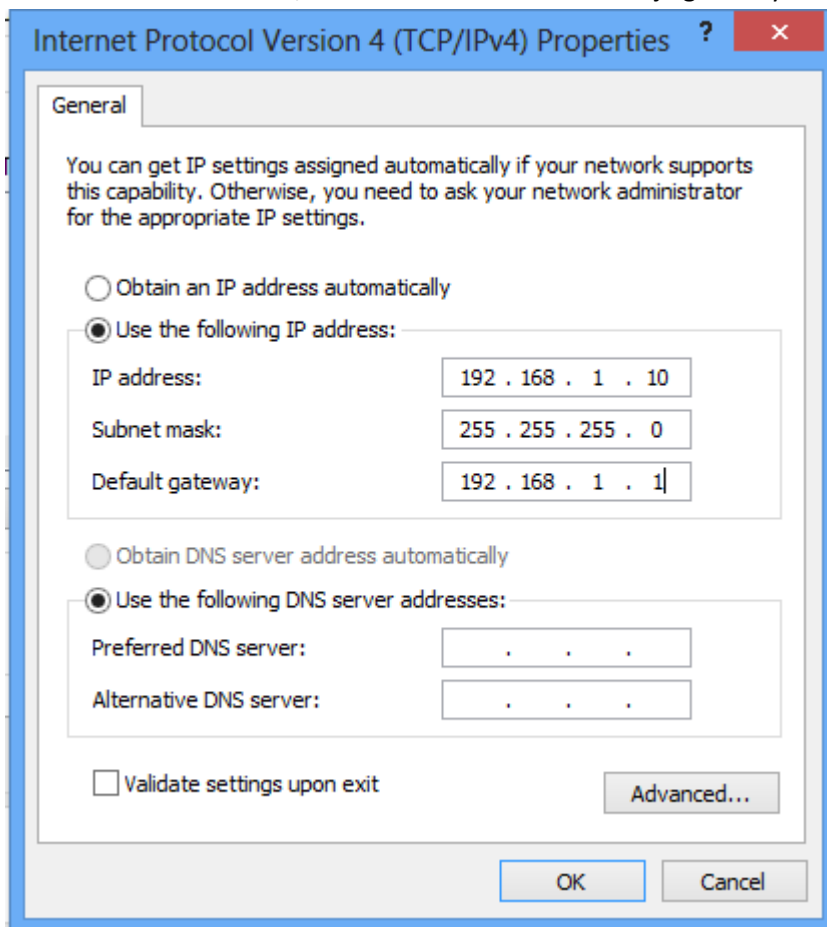 Internet Protocol Version 4 (TCP/IPv4) Properties ? ×
General
You can get IP settings assigned automatically if your network supports
this capability. Otherwise, you need to ask your network administrator
for the appropriate IP settings.
Obtain an IP address automatically
Use the following IP address:
IP address: 192 . 168 . 1 . 10
Subnet mask: 255 . 255 . 255 . 0
Default gateway: 192 . 168 . 1 . 1
Obtain DNS server address automatically
Use the following DNS server addresses:
Preferred DNS server: . . .
Alternative DNS server: . . .
Validate settings upon exit
Advanced...
OK Cancel